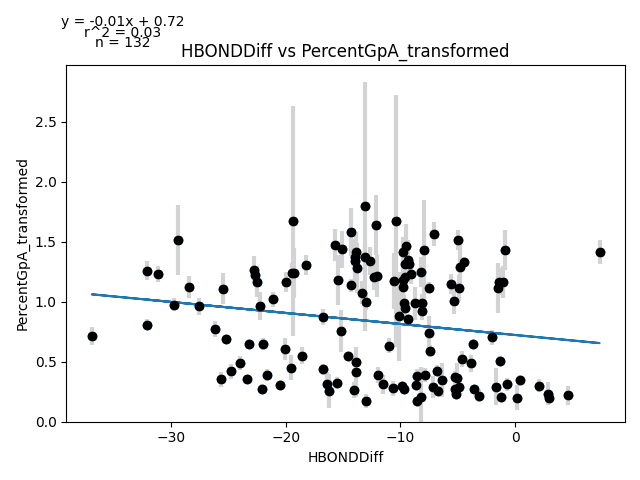 y = -0.01x + 0.72
r^2 = 0.03
n = 132
HBONDDiff vs PercentGpA_transformed
PercentGpA_transformed
2.5
2.0
1.5
1.0
0.5
0.0
−30
−20
−10
0
HBONDDiff